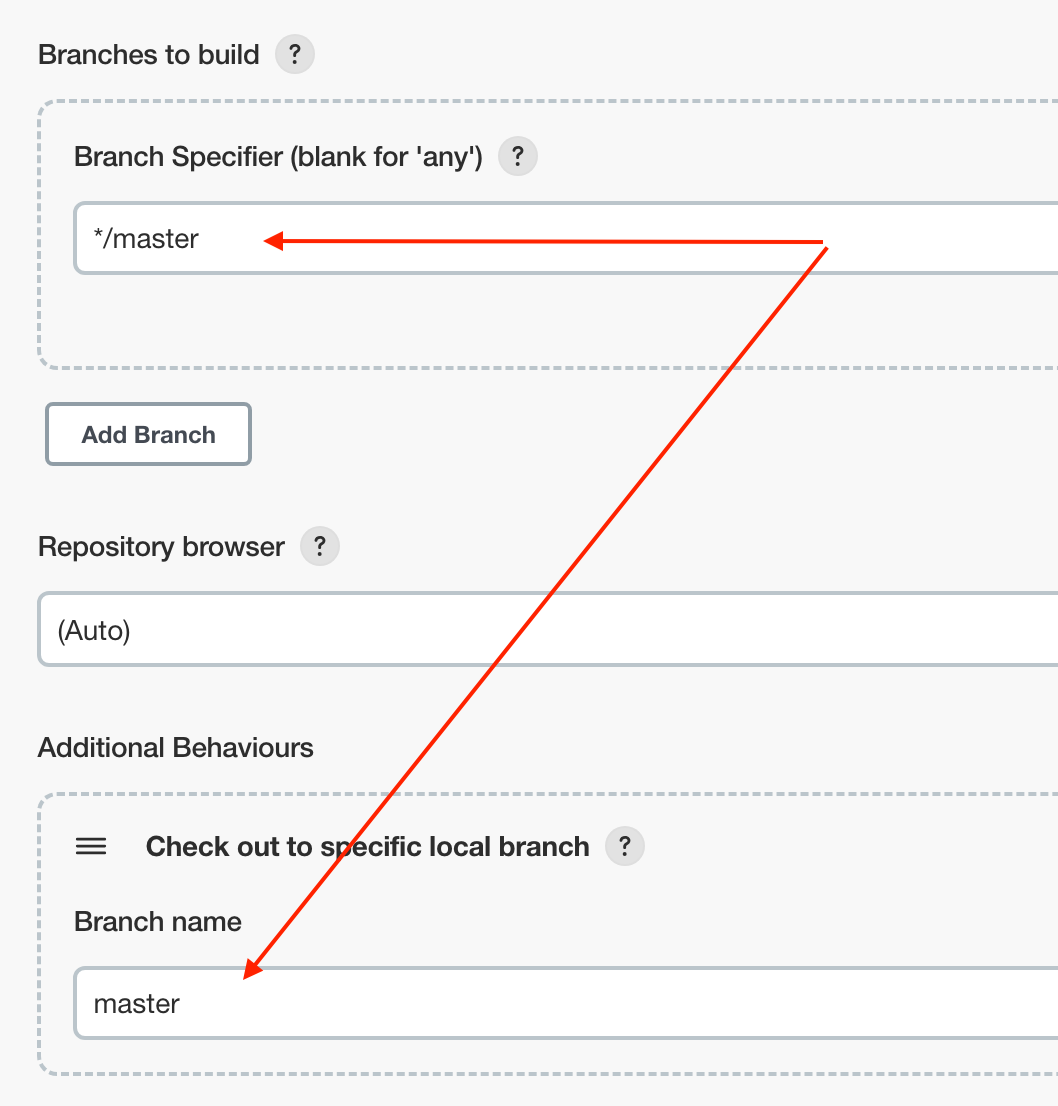 Branches to build ?
Branch Specifier (blank for 'any') ?
*/master
Add Branch
Repository browser ?
(Auto)
Additional Behaviours
Check out to specific local branch ?
Branch name
master